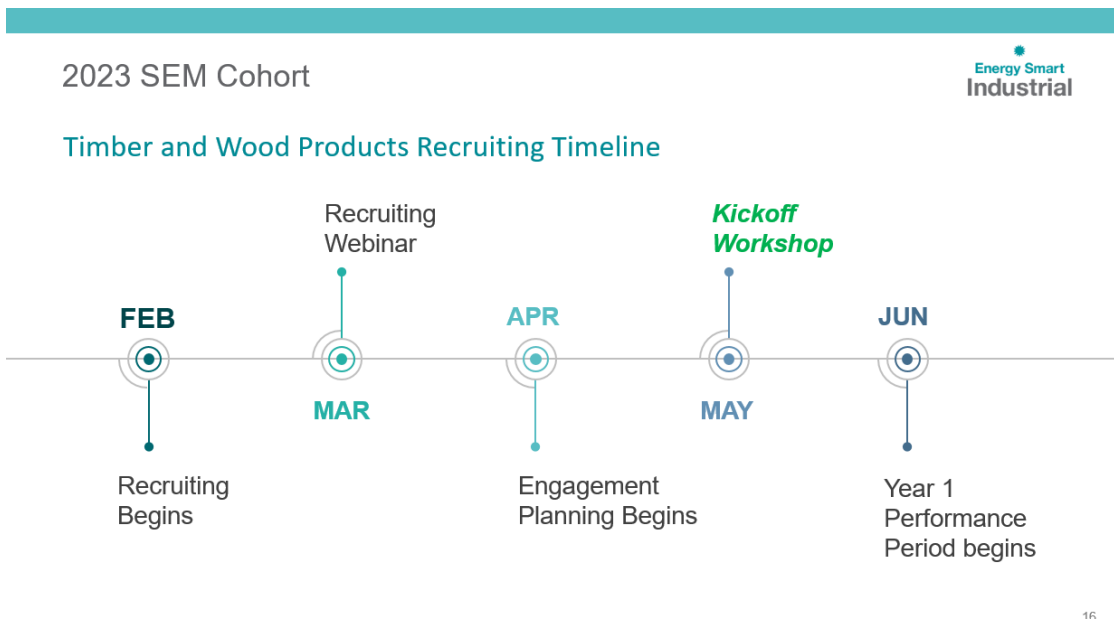 2023 SEM Cohort
Energy Smart
Industrial
Timber and Wood Products Recruiting Timeline
Recruiting
Webinar
Kickoff
Workshop
FEB
APR
JUN
MAR
MAY
Recruiting
Begins
Engagement
Planning Begins
Year 1
Performance
Period begins
16